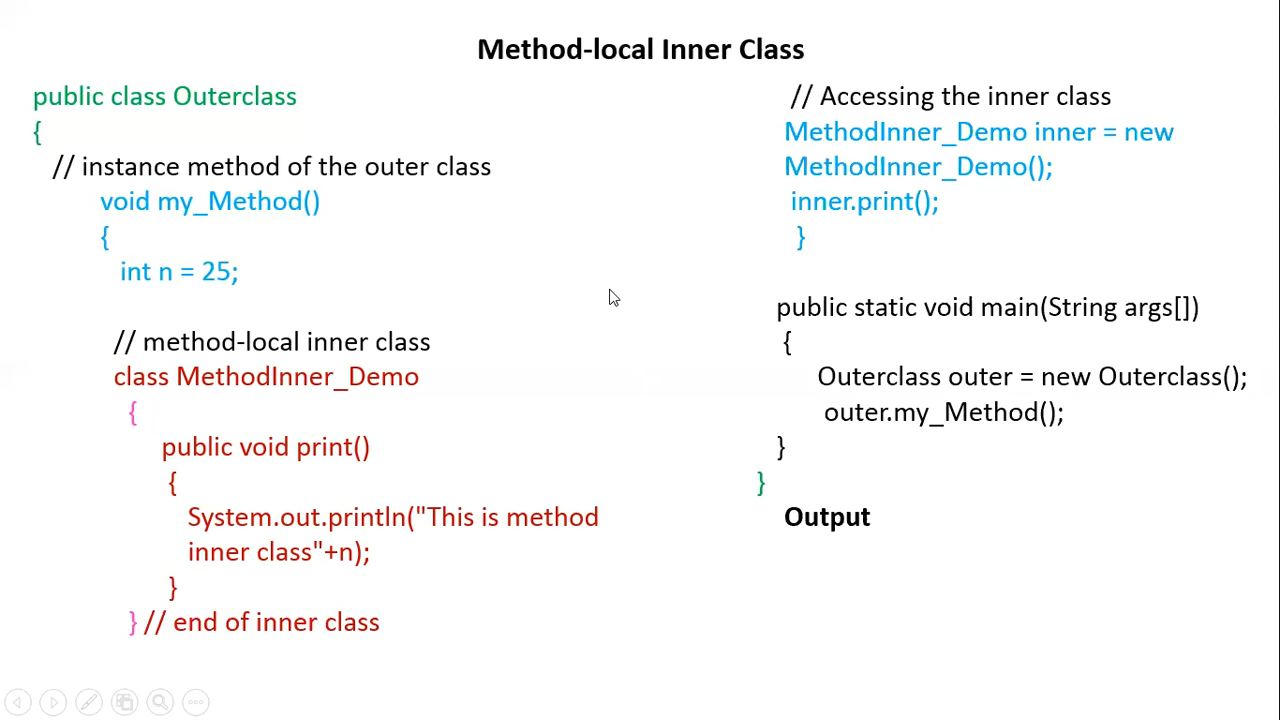 Method-local Inner Class
public class Outerclass
{
// instance method of the outer class
void my_Method()
{
int n = 25;
// method-local inner class
class MethodInner_Demo
{
public void print()
{
System.out.println("This is method
inner class"+n);
}
} // end of inner class
// Accessing the inner class
MethodInner_Demo inner = new
MethodInner_Demo();
inner.print();
}
public static void main(String args[])
{
Outerclass outer = new Outerclass();
outer.my_Method();
}
}
Output